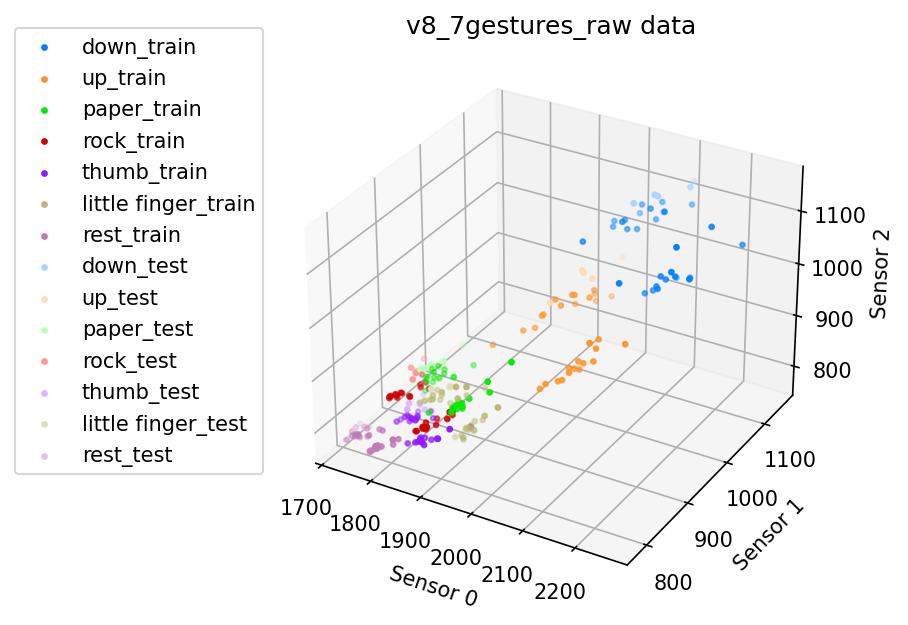 v8_7gestures_raw data
down_train
up_train
paper_train
rock_train
thumb_train
little finger_train
rest_train
down_test
up_test
paper_test
rock_test
thumb_test
little finger_test
rest_test
1700
1800
1900
2000
2100
2200
Sensor 0
800
900
1000
1100
Sensor 1
800
900
1000
1100
Sensor 2